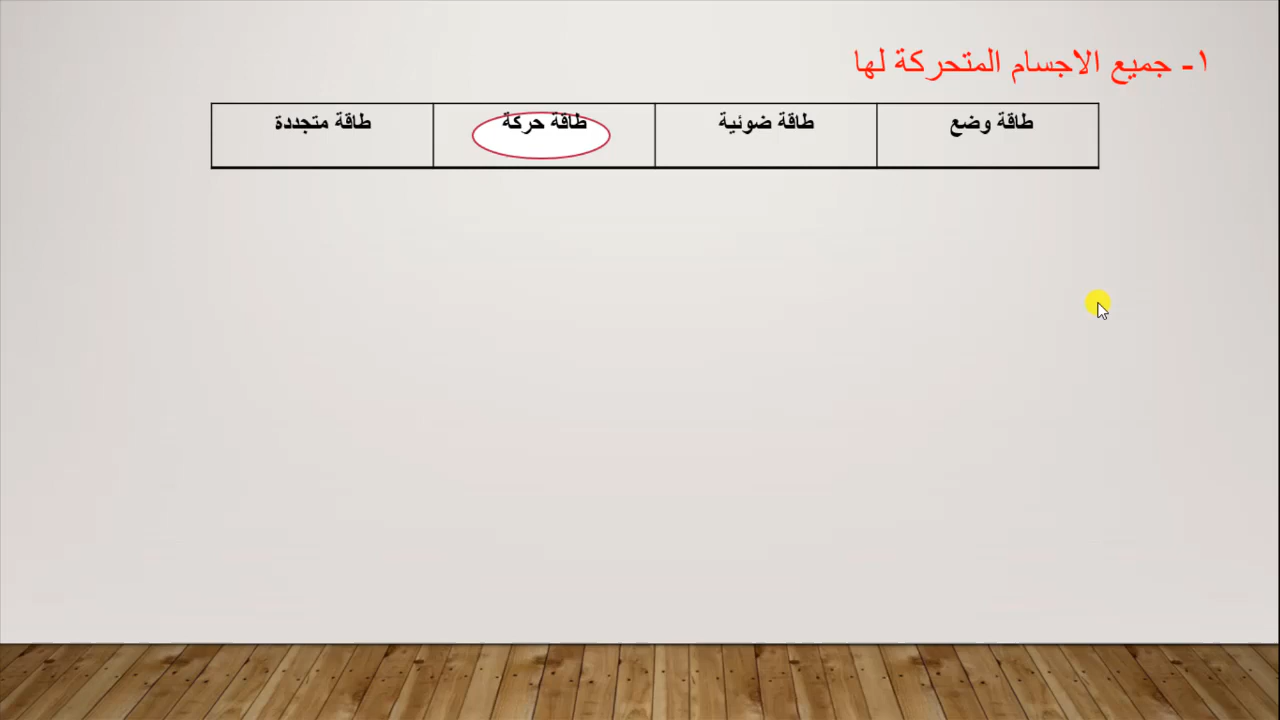 ١- جميع الاجسام المتحركة لها
طاقة وضع طاقة ضوئية طاقة حركة طاقة متجددة